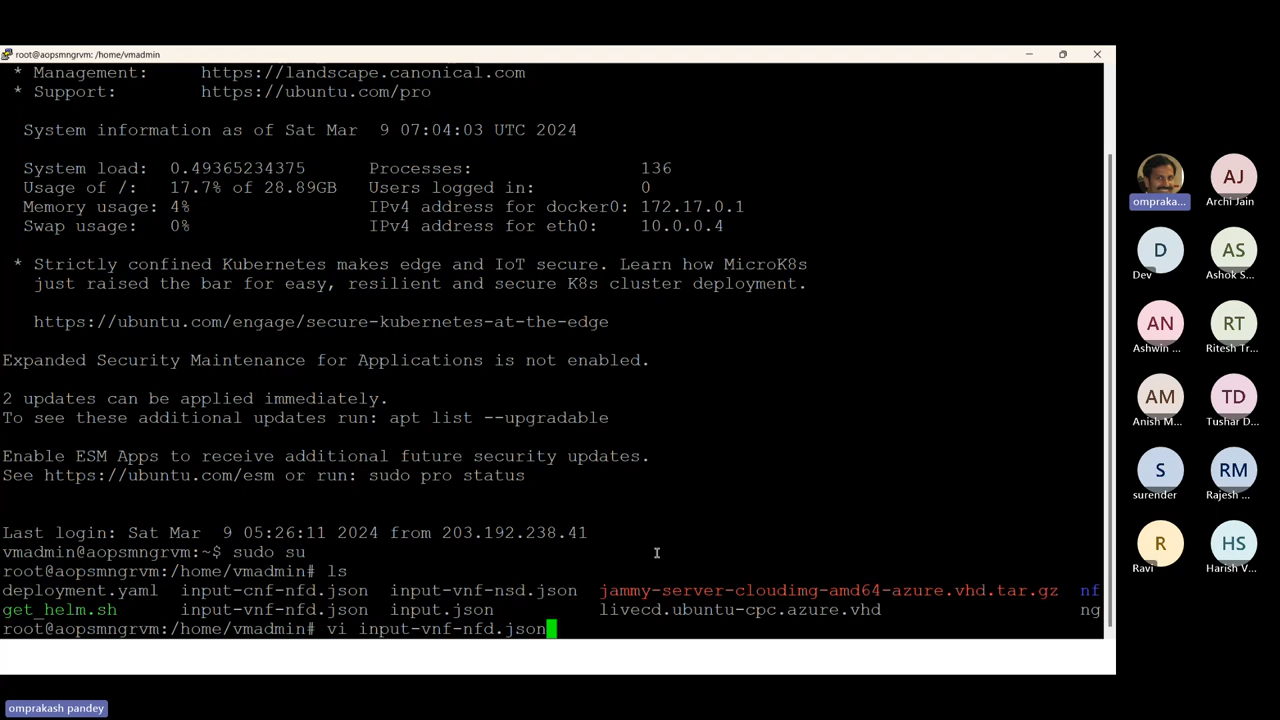 root@aopsmngrvm: /home/vmadmin
* Management:     https://landscape.canonical.com
* Support:        https://ubuntu.com/pro
System information as of Sat Mar  9 07:04:03 UTC 2024
System load:  0.49365234375      Processes:                136
Usage of /:   17.7% of 28.89GB   Users logged in:          0
Memory usage: 4%                 IPv4 address for docker0: 172.17.0.1
Swap usage:   0%                 IPv4 address for eth0:    10.0.0.4
* Strictly confined Kubernetes makes edge and IoT secure. Learn how MicroK8s
just raised the bar for easy, resilient and secure K8s cluster deployment.
https://ubuntu.com/engage/secure-kubernetes-at-the-edge
Expanded Security Maintenance for Applications is not enabled.
2 updates can be applied immediately.
To see these additional updates run: apt list --upgradable
Enable ESM Apps to receive additional future security updates.
See https://ubuntu.com/esm or run: sudo pro status
Last login: Sat Mar  9 05:26:11 2024 from 203.192.238.41
vmadmin@aopsmngrvm:~$ sudo su
root@aopsmngrvm:/home/vmadmin# ls
deployment.yaml  input-cnf-nfd.json  input-vnf-nsd.json  jammy-server-cloudimg-amd64-azure.vhd.tar.gz  nf
get_helm.sh      input-vnf-nfd.json  input.json          livecd.ubuntu-cpc.azure.vhd                   ng
root@aopsmngrvm:/home/vmadmin# vi input-vnf-nfd.json
ompraka...
AJ
Archi Jain
D
Dev
AS
Ashok S...
AN
Ashwin ...
RT
Ritesh Tr...
AM
Anish M...
TD
Tushar D...
S
surender
RM
Rajesh ...
R
Ravi
HS
Harish V...
omprakash pandey